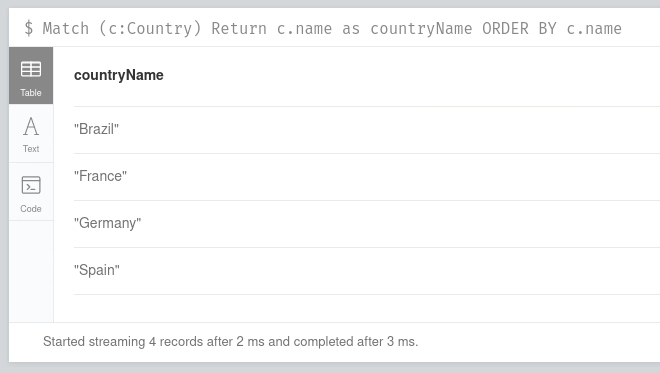 $ Match (c:Country) Return c.name as countryName ORDER BY c.name
Table
countryName
"Brazil"
A
Text
"France"
Code
"Germany"
"Spain"
Started streaming 4 records after 2 ms and completed after 3 ms.